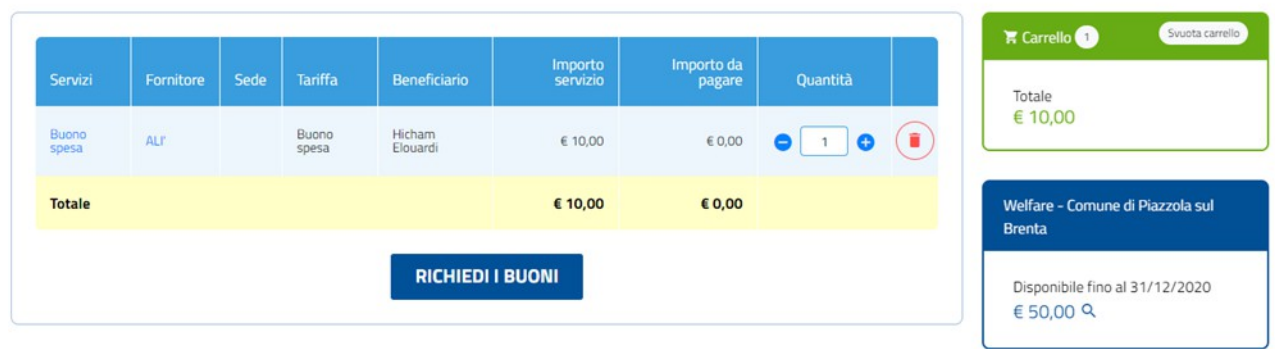 Servizi Fornitore Sede Tariffa Beneficiario Importo servizio Importo da pagare Quantità
Buono spesa ALI' Buono spesa Hicham Elouardi € 10,00 € 0,00 1
Totale € 10,00 € 0,00
RICHIEDI I BUONI
Carrello 1 Svuota carrello
Totale
€ 10,00
Welfare - Comune di Piazzola sul
Brenta
Disponibile fino al 31/12/2020
€ 50,00